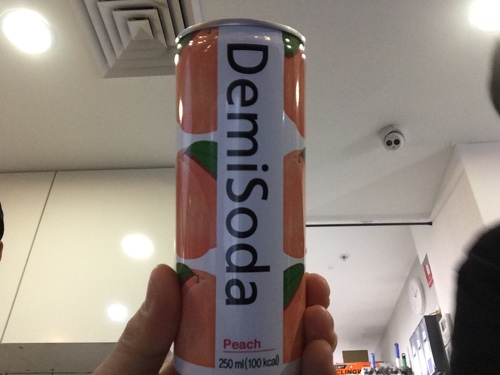 DemiSoda
Peach
250 ml (100 kcal)